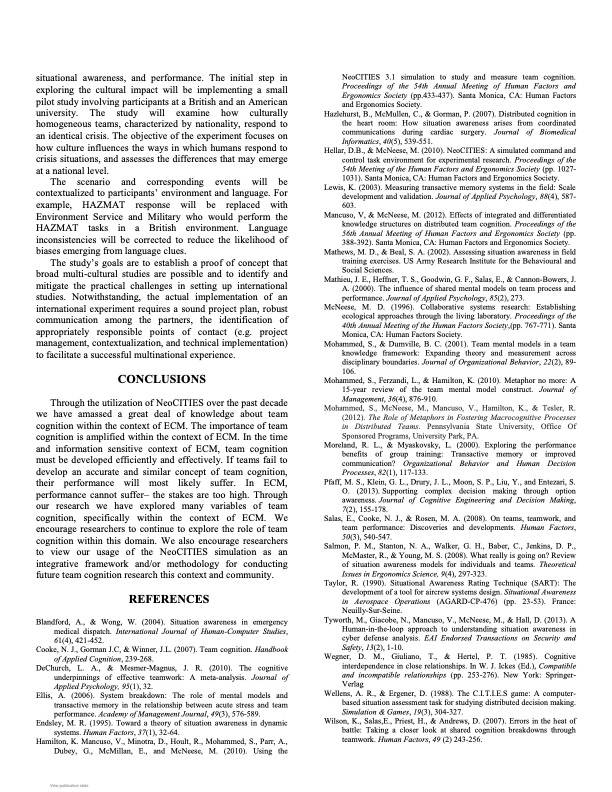 situational awareness, and performance. The initial step in
exploring the cultural impact will be implementing a small
pilot study involving participants at a British and an American
university. The study will examine how culturally
homogeneous teams, characterized by nationality, respond to
an identical crisis. The objective of the experiment focuses on
how culture influences the ways in which humans respond to
crisis situations, and assesses the differences that may emerge
at a national level.
The scenario and corresponding events will be
contextualized to participants' environment and language. For
example, HAZMAT response will be replaced with
Environment Service and Military who would perform the
HAZMAT tasks in a British environment. Language
inconsistencies will be corrected to reduce the likelihood of
biases emerging from language clues.
The study's goals are to establish a proof of concept that
broad multi-cultural studies are possible and to identify and
mitigate the practical challenges in setting up international
studies. Notwithstanding, the actual implementation of an
international experiment requires a sound project plan, robust
communication among the partners, the identification of
appropriately responsible points of contact (e.g. project
management, contextualization, and technical implementation)
to facilitate a successful multinational experience.
CONCLUSIONS
Through the utilization of NeoCITIES over the past decade
we have amassed a great deal of knowledge about team
cognition within the context of ECM. The importance of team
cognition is amplified within the context of ECM. In the time
and information sensitive context of ECM, team cognition
must be developed efficiently and effectively. If teams fail to
develop an accurate and similar concept of team cognition,
their performance will most likely suffer. In ECM,
performance cannot suffer– the stakes are too high. Through
our research we have explored many variables of team
cognition, specifically within the context of ECM. We
encourage researchers to continue to explore the role of team
cognition within this domain. We also encourage researchers
to view our usage of the NeoCITIES simulation as an
integrative framework and/or methodology for conducting
future team cognition research this context and community.
REFERENCES
Blandford, A., & Wong, W. (2004). Situation awareness in emergency
medical dispatch. International Journal of Human-Computer Studies,
61(4), 421-452.
Cooke, N. J., Gorman J.C, & Winner, J.L. (2007). Team cognition. Handbook
of Applied Cognition, 239-268.
DeChurch, L. A., & Mesmer-Magnus, J. R. (2010). The cognitive
underpinnings of effective teamwork: A meta-analysis. Journal of
Applied Psychology, 95(1), 32.
Ellis, A. (2006). System breakdown: The role of mental models and
transactive memory in the relationship between acute stress and team
performance. Academy of Management Journal, 49(3), 576-589.
Endsley, M. R. (1995). Toward a theory of situation awareness in dynamic
systems. Human Factors, 37(1), 32-64.
Hamilton, K. Mancuso, V., Minotra, D., Hoult, R., Mohammed, S., Parr, A.,
Dubey, G., McMillan, E., and McNeese, M. (2010). Using the
NeoCITIES 3.1 simulation to study and measure team cognition.
Proceedings of the 54th Annual Meeting of Human Factors and
Ergonomics Society (pp.433-437). Santa Monica, CA: Human Factors
and Ergonomics Society.
Hazlehurst, B., McMullen, C., & Gorman, P. (2007). Distributed cognition in
the heart room: How situation awareness arises from coordinated
communications during cardiac surgery. Journal of Biomedical
Informatics, 40(5), 539-551.
Hellar, D.B., & McNeese, M. (2010). NeoCITIES: A simulated command and
control task environment for experimental research. Proceedings of the
54th Meeting of Human Factors and Ergonomics Society (pp. 1027-
1031). Santa Monica, CA: Human Factors and Ergonomics Society.
Lewis, K. (2003). Measuring transactive memory systems in the field: Scale
development and validation. Journal of Applied Psychology, 88(4), 587-
603.
Mancuso, V, & McNeese, M. (2012). Effects of integrated and differentiated
knowledge structures on distributed team cognition. Proceedings of the
56th Annual Meeting of Human Factors and Ergonomics Society (pp.
388-392). Santa Monica, CA: Human Factors and Ergonomics Society.
Mathews, M. D., & Beal, S. A. (2002). Assessing situation awareness in field
training exercises. US Army Research Institute for the Behavioural and
Social Sciences.
Mathieu, J. E., Heffner, T. S., Goodwin, G. F., Salas, E., & Cannon-Bowers, J.
A. (2000). The influence of shared mental models on team process and
performance. Journal of Applied Psychology, 85(2), 273.
McNeese, M. D. (1996). Collaborative systems research: Establishing
ecological approaches through the living laboratory. Proceedings of the
40th Annual Meeting of the Human Factors Society,(pp. 767-771). Santa
Monica, CA: Human Factors Society.
Mohammed, S., & Dumville, B. C. (2001). Team mental models in a team
knowledge framework: Expanding theory and measurement across
disciplinary boundaries. Journal of Organizational Behavior, 22(2), 89-
106.
Mohammed, S., Ferzandi, L., & Hamilton, K. (2010). Metaphor no more: A
15-year review of the team mental model construct. Journal of
Management, 36(4), 876-910.
Mohammed, S., McNeese, M., Mancuso, V., Hamilton, K., & Tesler, R.
(2012). The Role of Metaphors in Fostering Macrocognitive Processes
in Distributed Teams. Pennsylvania State University, Office Of
Sponsored Programs, University Park, PA.
Moreland, R. L., & Myaskovsky, L. (2000). Exploring the performance
benefits of group training: Transactive memory or improved
communication? Organizational Behavior and Human Decision
Processes, 82(1), 117-133.
Pfaff, M. S., Klein, G. L., Drury, J. L., Moon, S. P., Liu, Y., and Entezari, S.
O. (2013). Supporting complex decision making through option
awareness. Journal of Cognitive Engineering and Decision Making,
7(2), 155-178.
Salas, E., Cooke, N. J., & Rosen, M. A. (2008). On teams, teamwork, and
team performance: Discoveries and developments. Human Factors,
50(3), 540-547.
Salmon, P. M., Stanton, N. A., Walker, G. H., Baber, C., Jenkins, D. P.,
McMaster, R., & Young, M. S. (2008). What really is going on? Review
of situation awareness models for individuals and teams. Theoretical
Issues in Ergonomics Science, 9(4), 297-323.
Taylor, R. (1990). Situational Awareness Rating Technique (SART): The
development of a tool for aircrew systems design. Situational Awareness
in Aerospace Operations (AGARD-CP-476) (pp. 23-53). France:
Neuilly-Sur-Seine.
Tyworth, M., Giacobe, N., Mancuso, V., McNeese, M., & Hall, D. (2013). A
Human-in-the-loop approach to understanding situation awareness in
cyber defense analysis. EAI Endorsed Transactions on Security and
Safety, 13(2), 1-10.
Wegner, D. M., Giuliano, T., & Hertel, P. T. (1985). Cognitive
interdependence in close relationships. In W. J. Ickes (Ed.), Compatible
and incompatible relationships (pp. 253-276). New York: Springer-
Verlag
Wellens, A. R., & Ergener, D. (1988). The C.I.T.I.E.S game: A computer-
based situation assessment task for studying distributed decision making.
Simulation & Games, 19(3), 304-327.
Wilson, K., Salas,E., Priest, H., & Andrews, D. (2007). Errors in the heat of
battle: Taking a closer look at shared cognition breakdowns through
teamwork. Human Factors, 49 (2) 243-256.
View publication stats